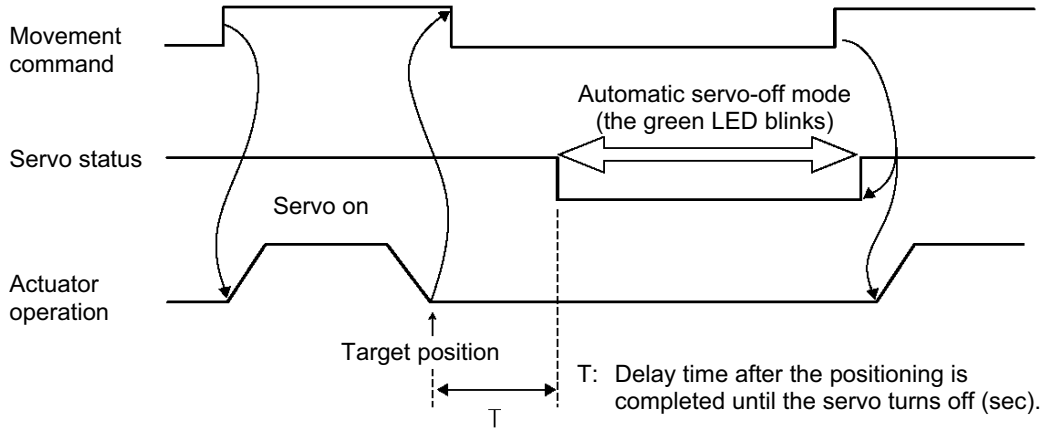 Movement
command
Automatic servo-off mode
(the green LED blinks)
Servo status
Servo on
Actuator
operation
Target position
T: Delay time after the positioning is
completed until the servo turns off (sec).
T